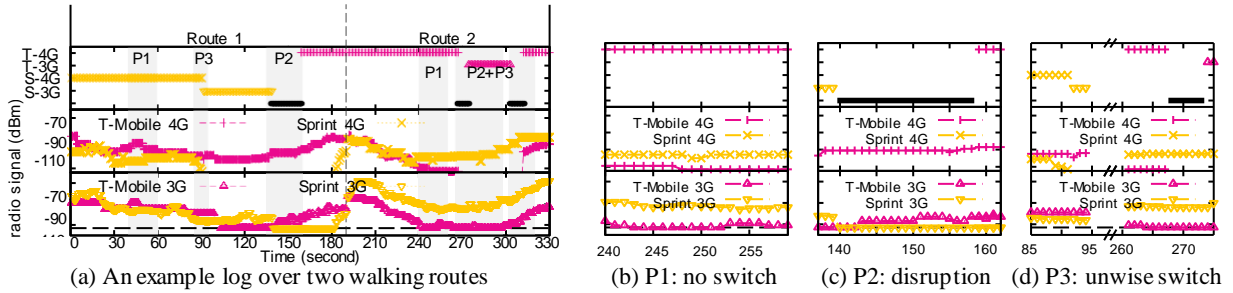 Route 1 Route 2
T-4G
T-3G
S-4G
S-3G
P1 P3 P2 P1 P2+P3
radio signal (dBm)
-70
-90
-110
T-Mobile 4G Sprint 4G
-70
-90
T-Mobile 3G Sprint 3G
0 30 60 90 120 150 180 210 240 270 300 330
Time (second)
(a) An example log over two walking routes
T-Mobile 4G
Sprint 4G
T-Mobile 3G
Sprint 3G
240 245 250 255
(b) P1: no switch
T-Mobile 4G
Sprint 4G
T-Mobile 3G
Sprint 3G
140 150 160
(c) P2: disruption
T-Mobile 4G
Sprint 4G
T-Mobile 3G
Sprint 3G
85 95 260 270
(d) P3: unwise switch